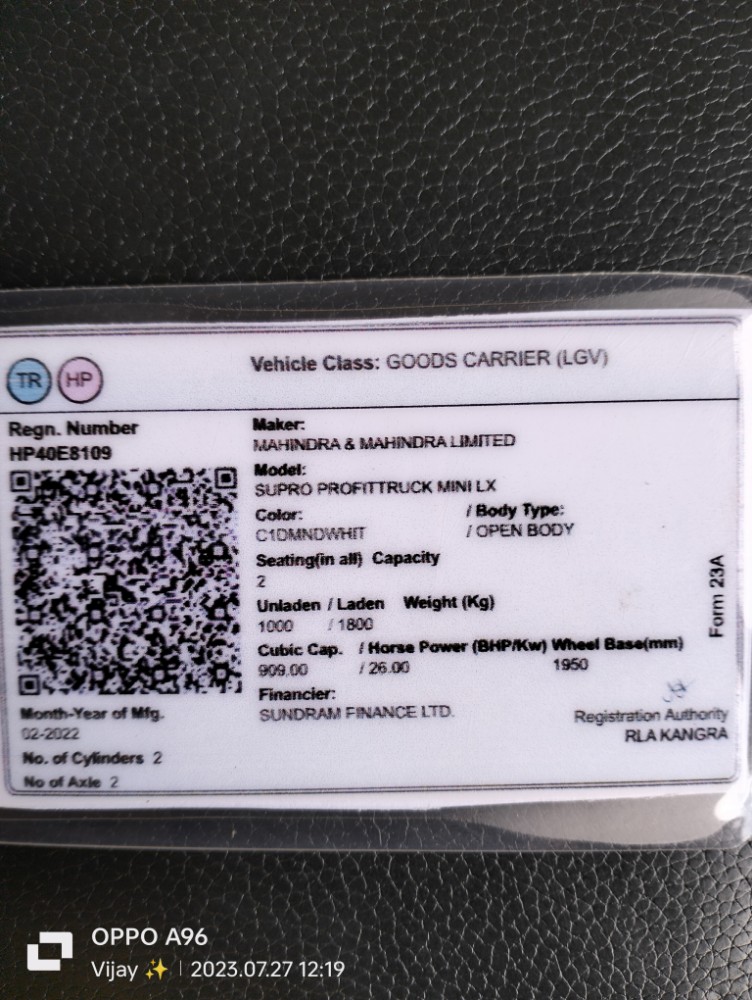 TR HP Vehicle Class: GOODS CARRIER (LGV)
Regn. Number
HP40E8109
Maker:
MAHINDRA & MAHINDRA LIMITED
Model:
SUPRO PROFITTRUCK MINI LX
Color: / Body Type:
C1DMNDWHIT / OPEN BODY
Seating(in all) Capacity
2
Unladen / Laden Weight (Kg)
1000 / 1800
Cubic Cap. / Horse Power (BHP/Kw) Wheel Base(mm)
909.00 / 26.00 1950
Financier:
SUNDRAM FINANCE LTD.
Month-Year of Mfg.
02-2022
No. of Cylinders 2
No of Axle 2
Registration Authority
RLA KANGRA
Form 23A
OPPO A96
Vijay ✨ | 2023.07.27 12:19